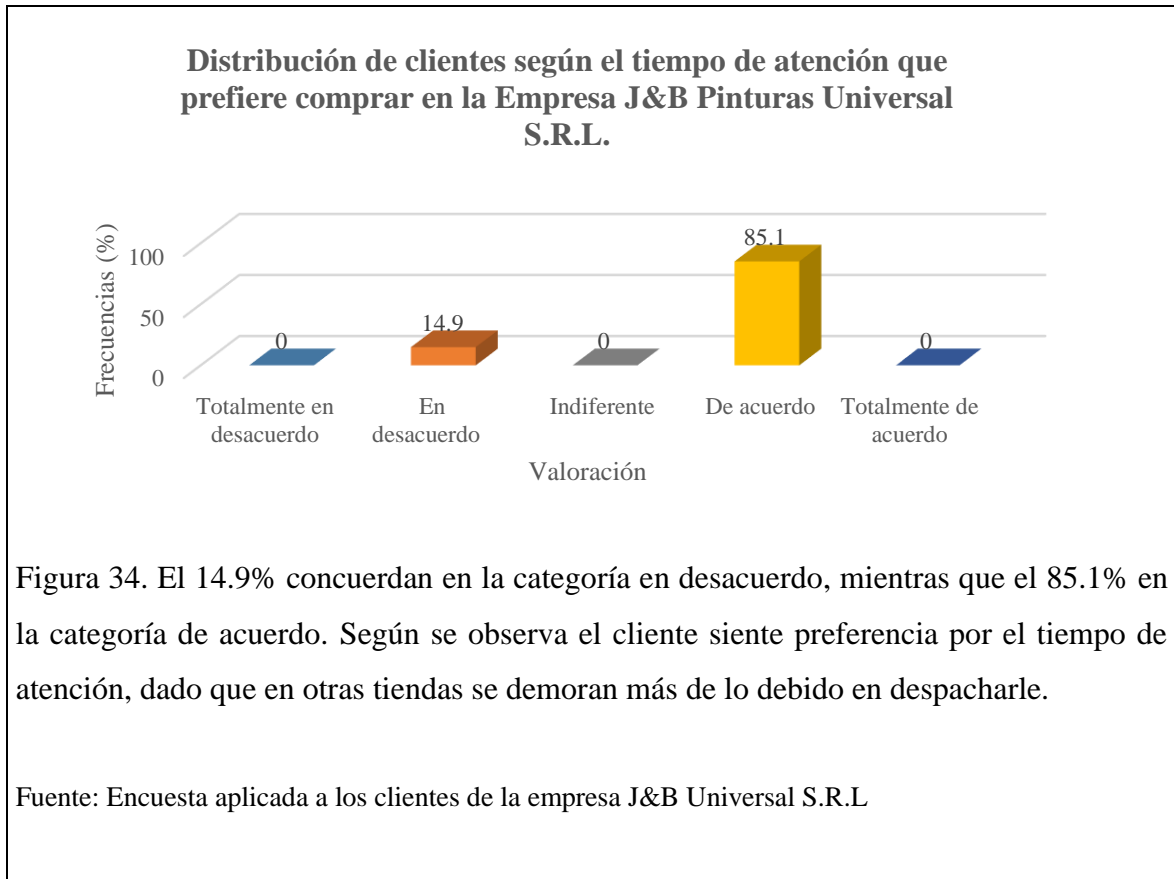 Distribución de clientes según el tiempo de atención que
prefiere comprar en la Empresa J&B Pinturas Universal
S.R.L.
Frecuencias (%)
100
50
0
0
14.9
0
85.1
0
Totalmente en
desacuerdo
En
desacuerdo
Indiferente
De acuerdo
Totalmente de
acuerdo
Valoración
Figura 34. El 14.9% concuerdan en la categoría en desacuerdo, mientras que el 85.1% en
la categoría de acuerdo. Según se observa el cliente siente preferencia por el tiempo de
atención, dado que en otras tiendas se demoran más de lo debido en despacharle.
Fuente: Encuesta aplicada a los clientes de la empresa J&B Universal S.R.L